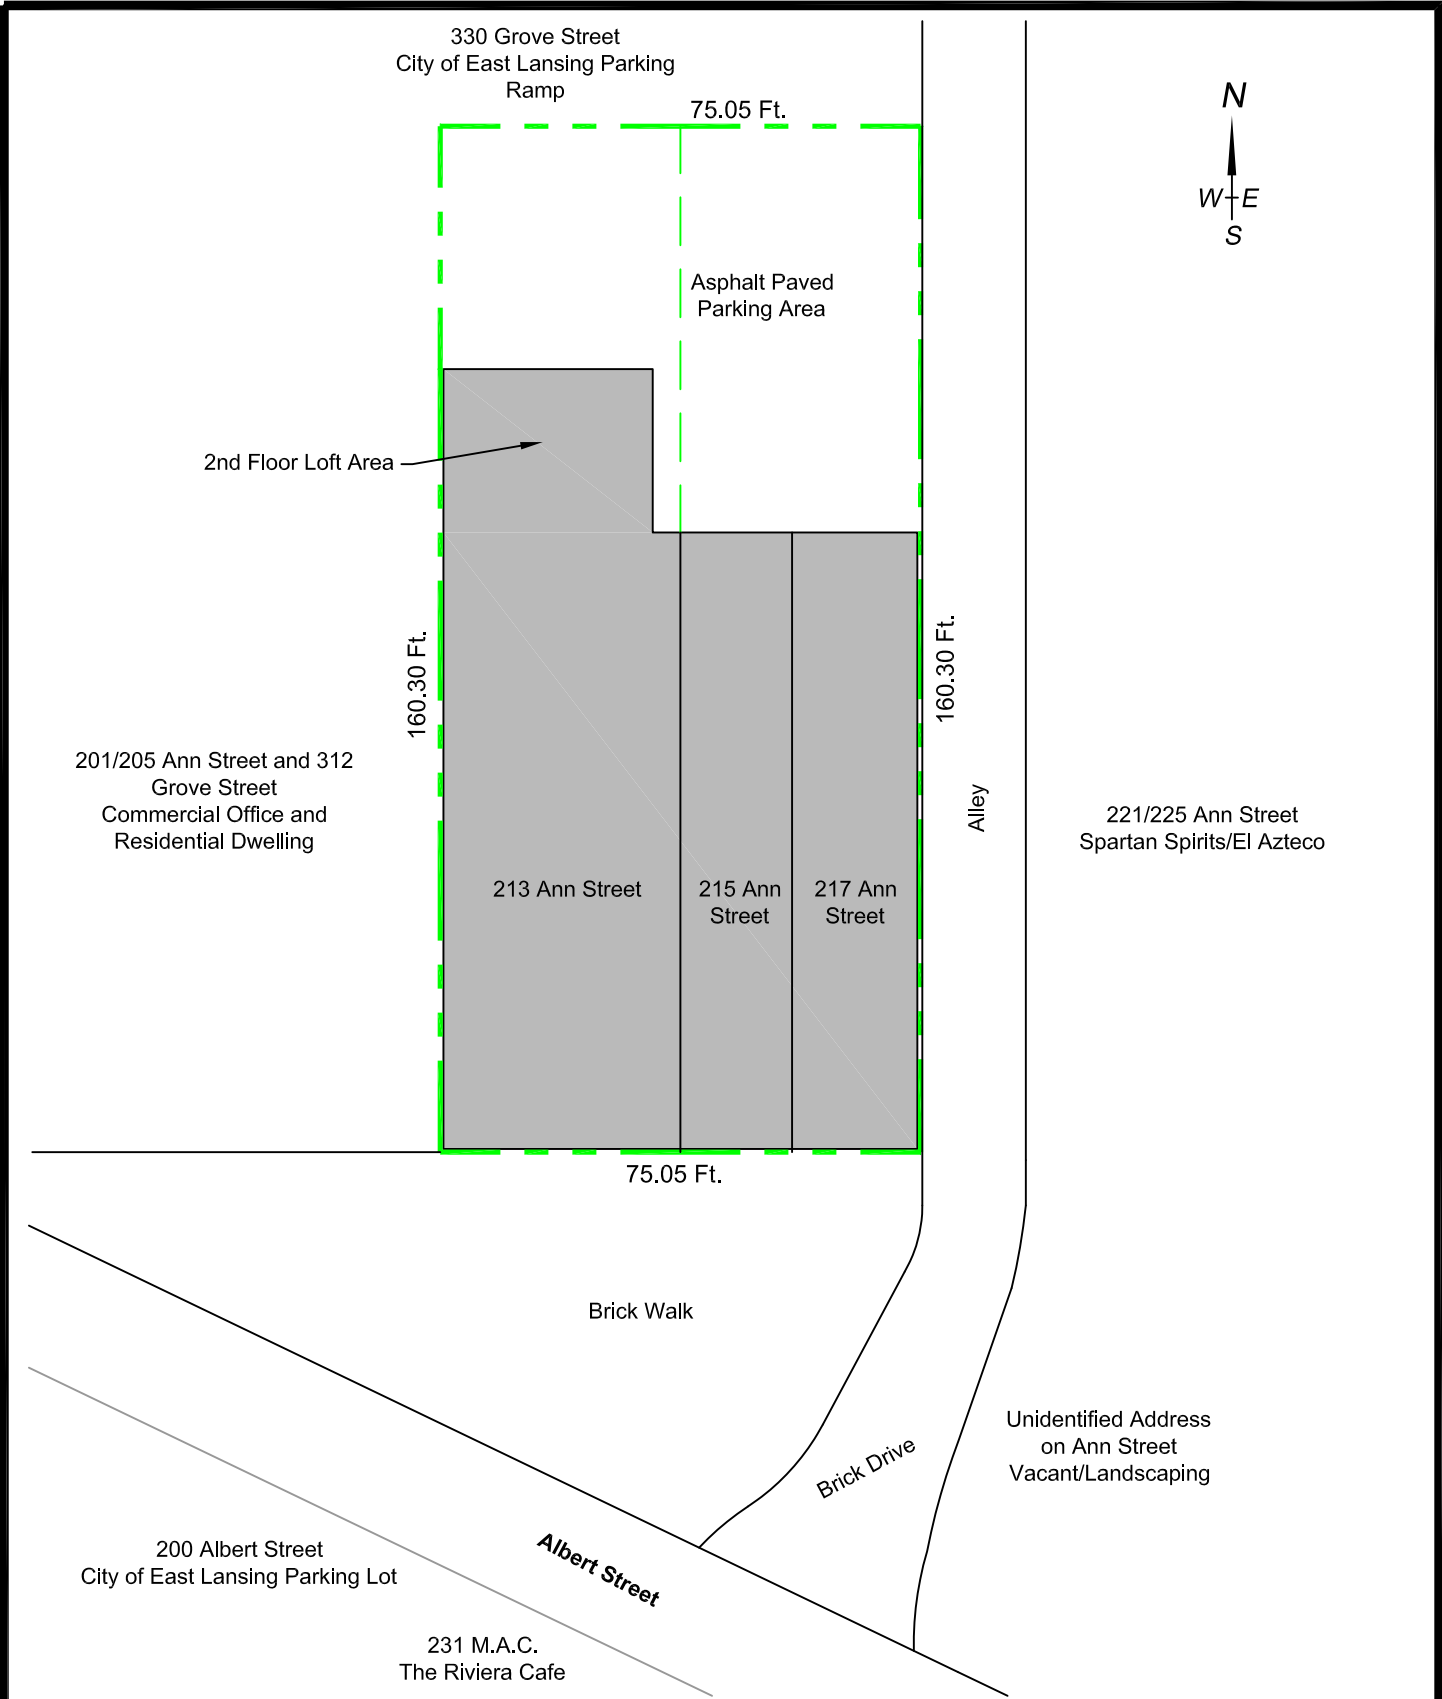 330 Grove Street
City of East Lansing Parking
Ramp
75.05 Ft.
N
W E
S
Asphalt Paved
Parking Area
2nd Floor Loft Area
160.30 Ft.
160.30 Ft.
201/205 Ann Street and 312
Grove Street
Commercial Office and
Residential Dwelling
Alley
221/225 Ann Street
Spartan Spirits/El Azteco
213 Ann Street
215 Ann
Street
217 Ann
Street
75.05 Ft.
Brick Walk
Brick Drive
Unidentified Address
on Ann Street
Vacant/Landscaping
Albert Street
200 Albert Street
City of East Lansing Parking Lot
231 M.A.C.
The Riviera Cafe